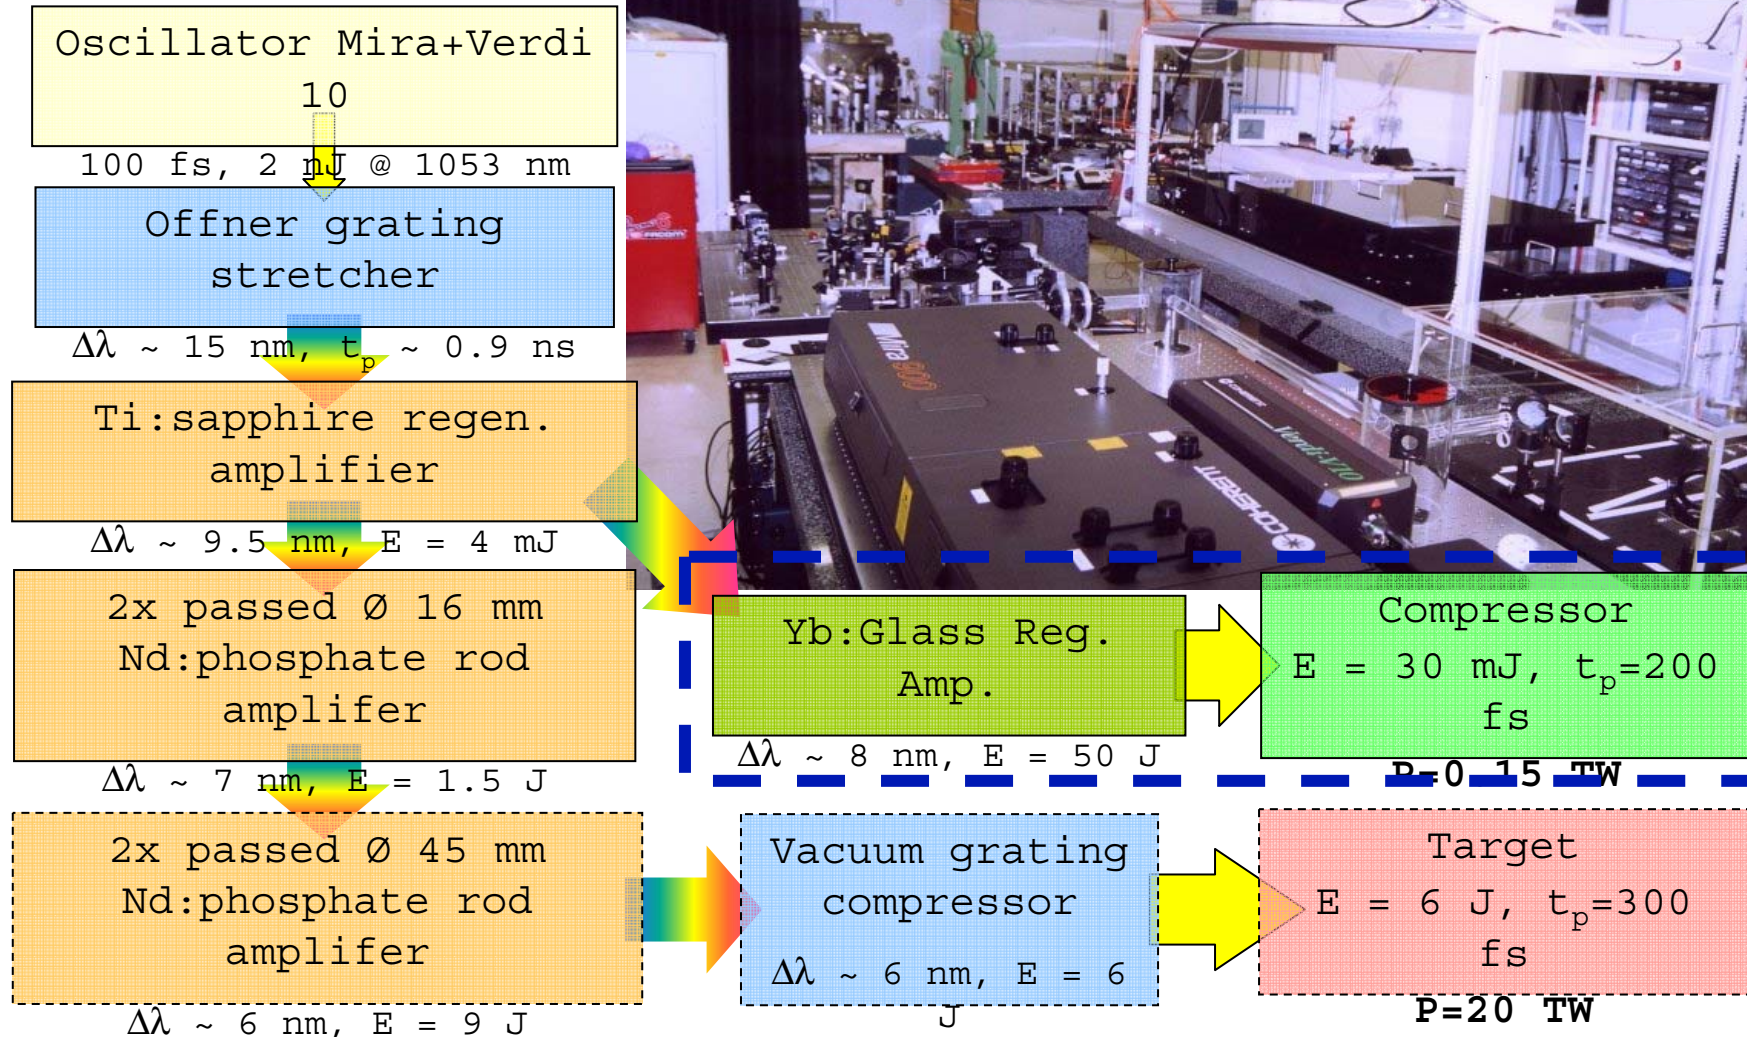 Oscillator Mira+Verdi
10
100 fs, 2 nJ @ 1053 nm
Offner grating
stretcher
Δλ ~ 15 nm, tp ~ 0.9 ns
Ti:sapphire regen.
amplifier
Δλ ~ 9.5 nm, E = 4 mJ
2x passed Ø 16 mm
Nd:phosphate rod
amplifer
Δλ ~ 7 nm, E = 1.5 J
2x passed Ø 45 mm
Nd:phosphate rod
amplifer
Δλ ~ 6 nm, E = 9 J
Mira900
Verdi-V10
COHERENT
FACOM
Yb:Glass Reg.
Amp.
Δλ ~ 8 nm, E = 50 J
Compressor
E = 30 mJ, tp=200
fs
P=0.15 TW
Vacuum grating
compressor
Δλ ~ 6 nm, E = 6
J
Target
E = 6 J, tp=300
fs
P=20 TW